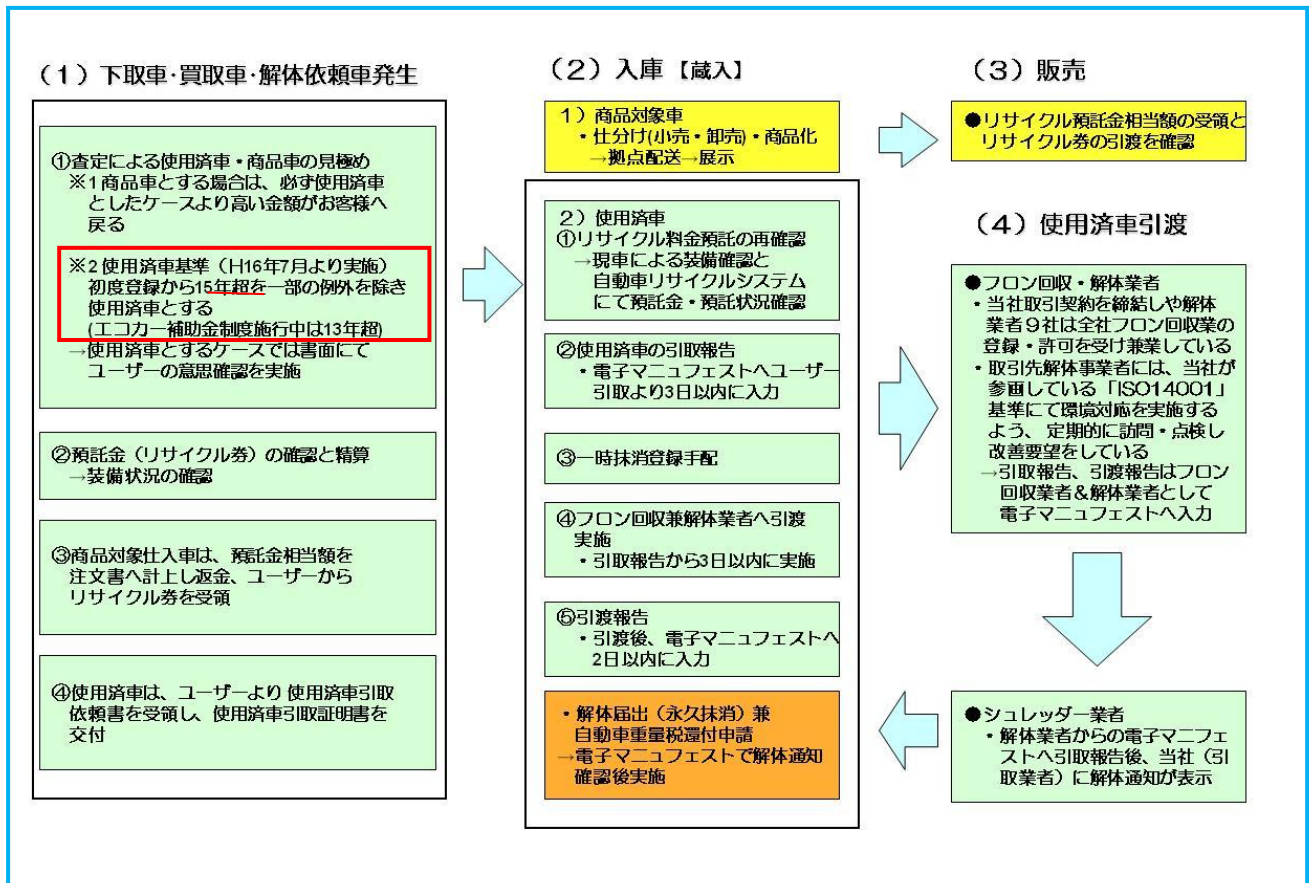 (1)下取車･買取車･解体依頼車発生
①査定による使用済車・商品車の見極め
※1商品車とする場合は、必ず使用済車
としたケースより高い金額がお客様へ
戻る
※2使用済車基準（H16年7月より実施）
初度登録から15年超を一部の例外を除き
使用済車とする
(エコカー補助金制度施行中は13年超)
→使用済車とするケースでは書面にて
ユーザーの意思確認を実施
②預託金（リサイクル券）の確認と精算
→装備状況の確認
③商品対象仕入車は、預託金相当額を
注文書へ計上し返金、ユーザーから
リサイクル券を受領
④使用済車は、ユーザーより使用済車引取
依頼書を受領し、使用済車引取証明書を
交付
(2)入庫【蔵入】
1）商品対象車
・仕分け(小売・卸売)・商品化
→拠点配送→展示
2）使用済車
①リサイクル料金預託の再確認
→現車による装備確認と
自動車リサイクルシステム
にて預託金・預託状況確認
②使用済車の引取報告
・電子マニュフェストへユーザー
引取より3日以内に入力
③一時抹消登録手配
④フロン回収兼解体業者へ引渡
実施
・引取報告から3日以内に実施
⑤引渡報告
・引渡後、電子マニュフェストへ
2日以内に入力
・解体届出（永久抹消）兼
自動車重量税還付申請
→電子マニュフェストで解体通知
確認後実施
(3)販売
●リサイクル預託金相当額の受領と
リサイクル券の引渡を確認
(4)使用済車引渡
●フロン回収・解体業者
・当社取引契約を締結しや解体
業者9社は全社フロン回収業の
登録・許可を受け兼業している
・取引先解体事業者には、当社が
参画している「ISO14001」
基準にて環境対応を実施する
よう、定期的に訪問・点検し
改善要望をしている
→引取報告、引渡報告はフロン
回収業者&解体業者として
電子マニュフェストへ入力
●シュレッダー業者
・解体業者からの電子マニフェ
ストへ引取報告後、当社（引
取業者）に解体通知が表示